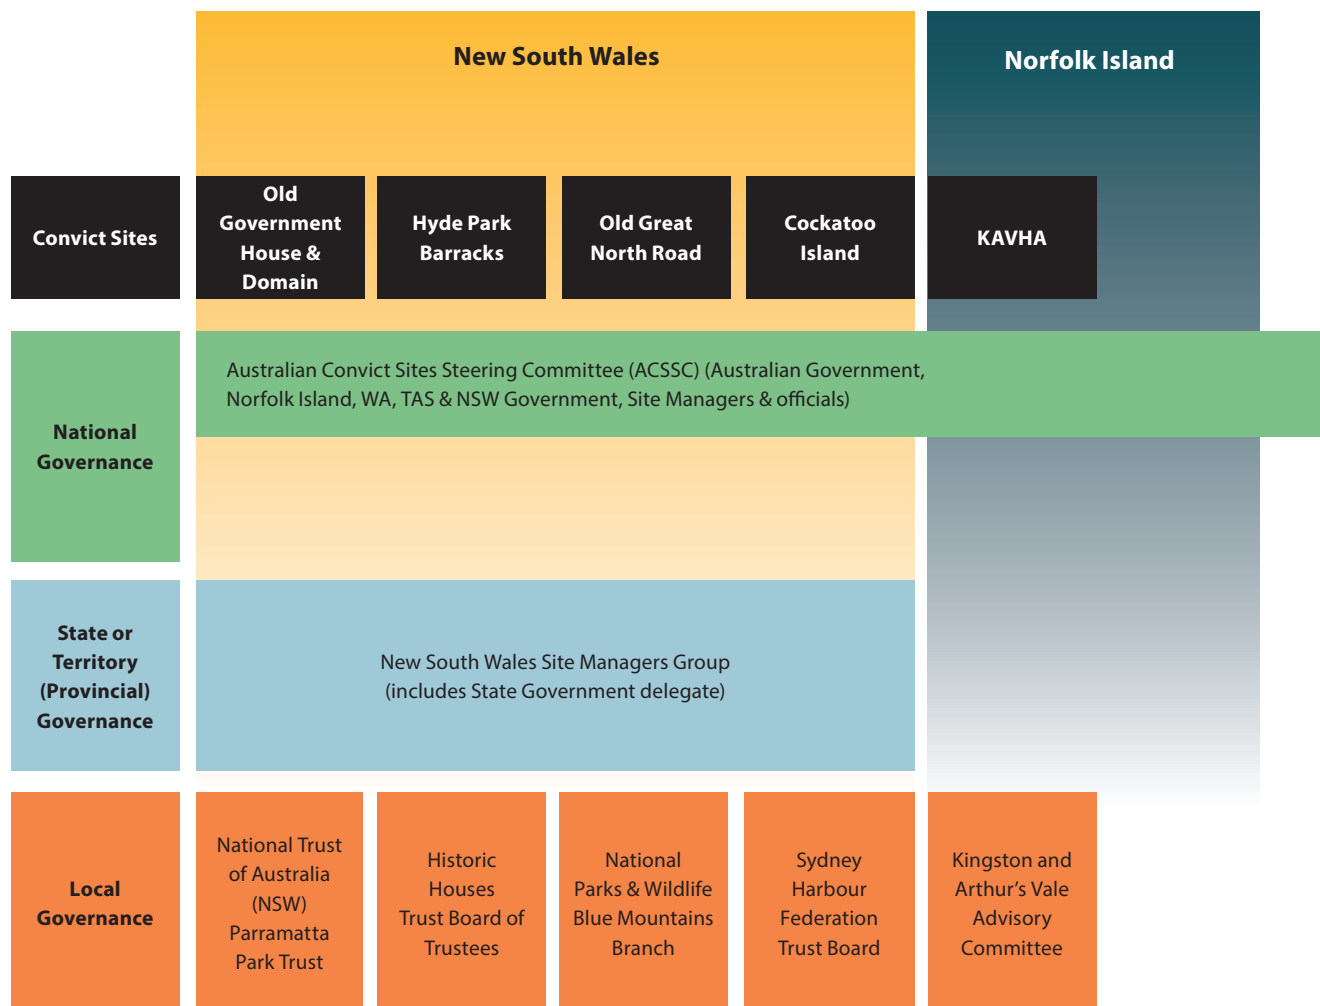 New South Wales
Norfolk Island
Convict Sites
Old
Government
House &
Domain
Hyde Park
Barracks
Old Great
North Road
Cockatoo
Island
KAVHA
National
Governance
Australian Convict Sites Steering Committee (ACSSC) (Australian Government,
Norfolk Island, WA, TAS & NSW Government, Site Managers & officials)
State or
Territory
(Provincial)
Governance
New South Wales Site Managers Group
(includes State Government delegate)
Local
Governance
National Trust
of Australia
(NSW)
Parramatta
Park Trust
Historic
Houses
Trust Board of
Trustees
National
Parks & Wildlife
Blue Mountains
Branch
Sydney
Harbour
Federation
Trust Board
Kingston and
Arthur’s Vale
Advisory
Committee